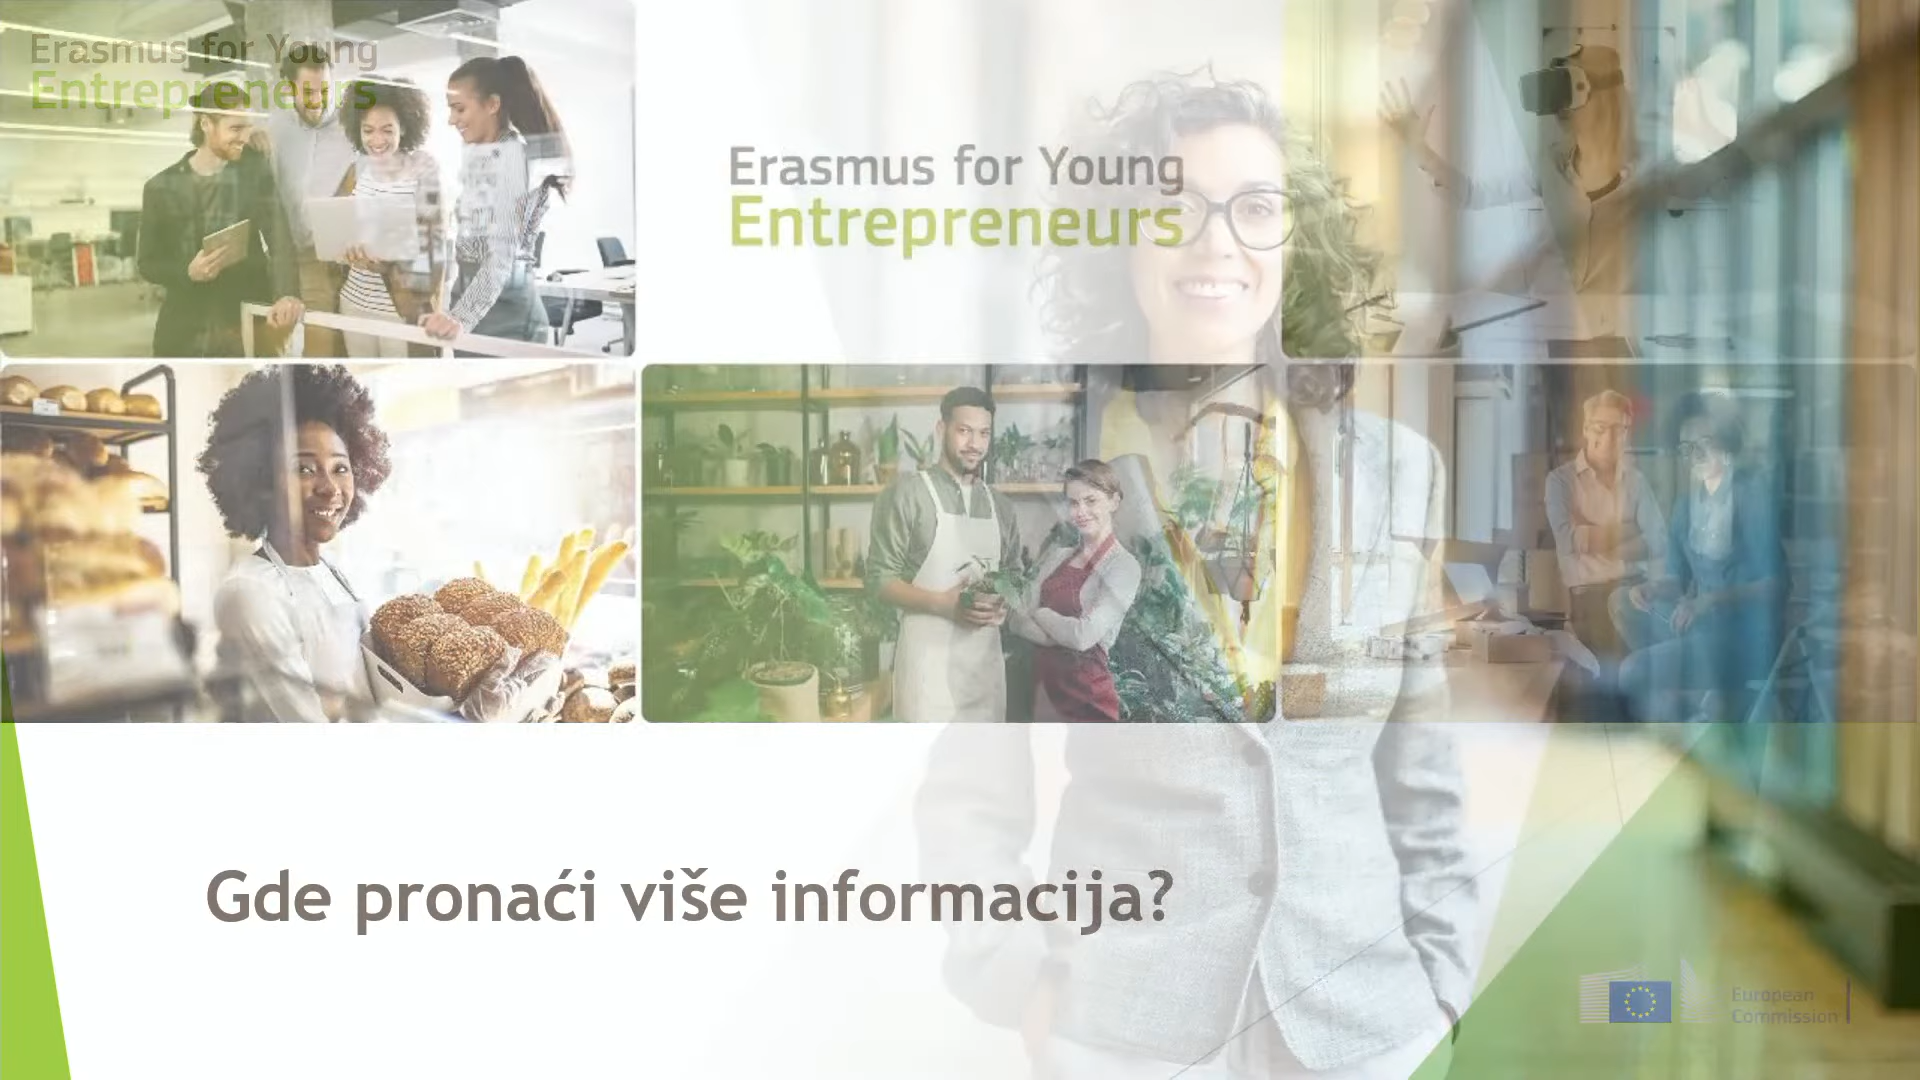 Erasmus for Young
Entrepreneurs
Erasmus for Young
Entrepreneurs
Gde pronaći više informacija?
European
Commission